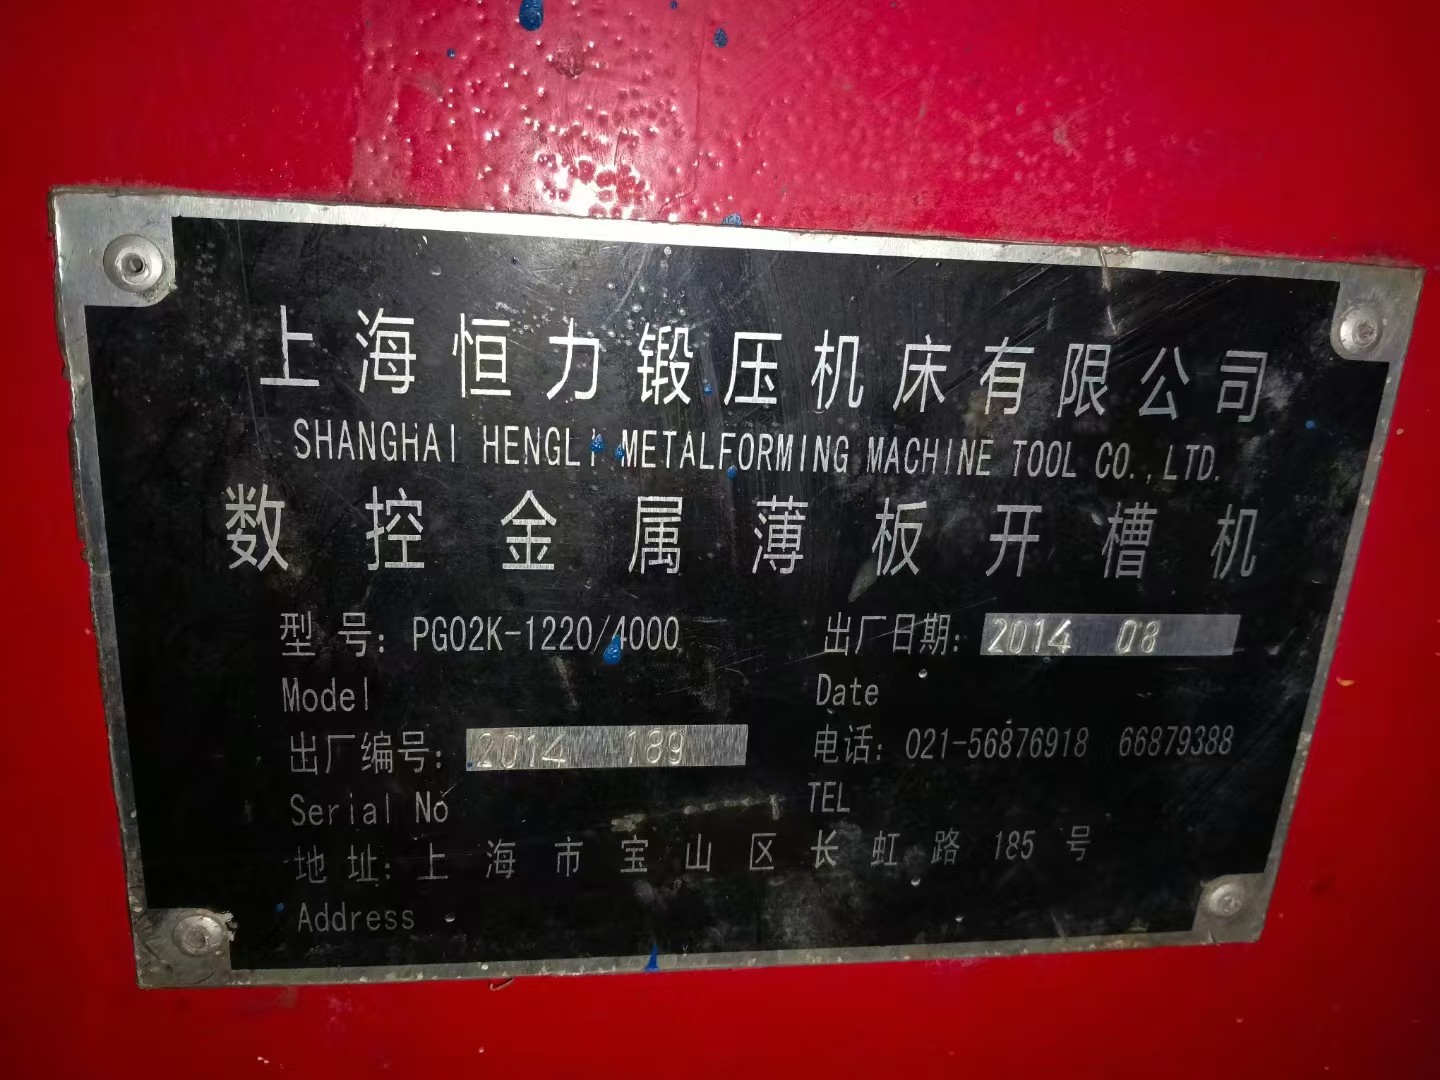 上海恒力锻压机床有限公司
SHANGHAI HENGLI METALFORMING MACHINE TOOL CO.,LTD.
数控金属薄板开槽机
型号: PG02K-1220/4000
Model
出厂日期: 2014 08
Date
出厂编号: 2014 189
Serial No
电话: 021-56876918 66879388
TEL
地址: 上海市宝山区长虹路 185 号
Address